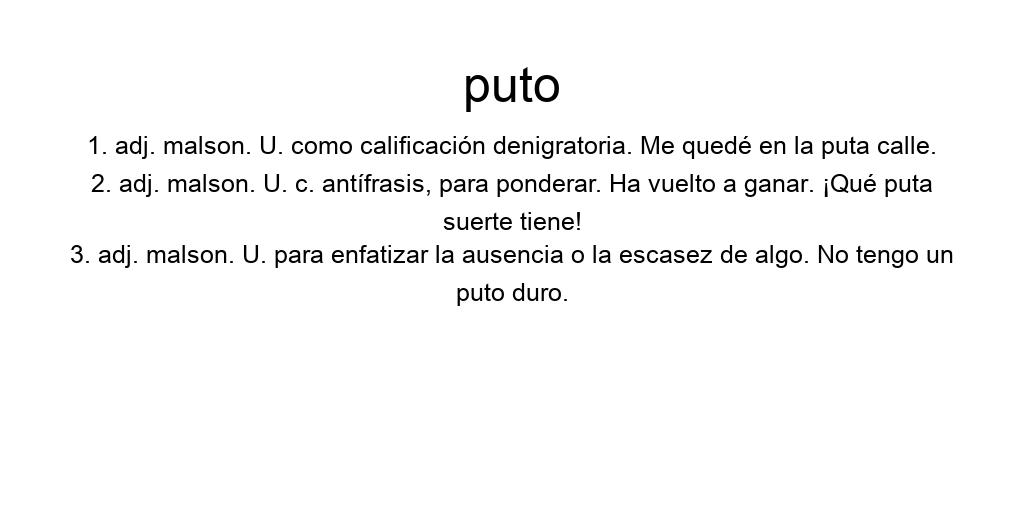 puto
1. adj. malson. U. como calificación denigratoria. Me quedé en la puta calle.
2. adj. malson. U. c. antífrasis, para ponderar. Ha vuelto a ganar. ¡Qué puta
suerte tiene!
3. adj. malson. U. para enfatizar la ausencia o la escasez de algo. No tengo un
puto duro.